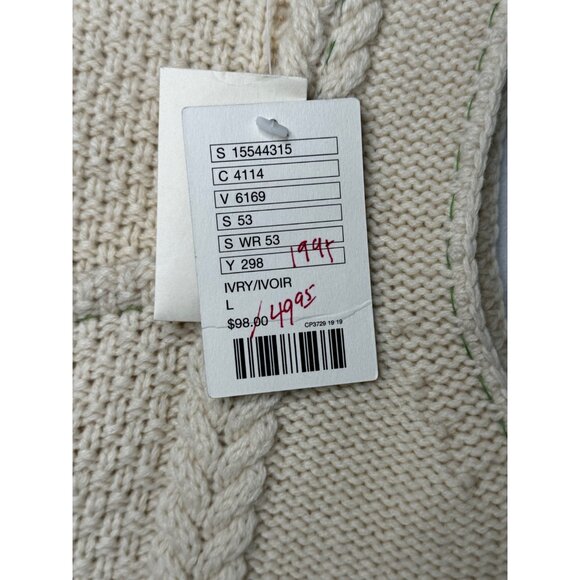 S 15544315
C 4114
V 6169
S 53
S WR 53
Y 298 1995
IVRY/IVOIR
L
$98.00 4995
CP3729 19 19